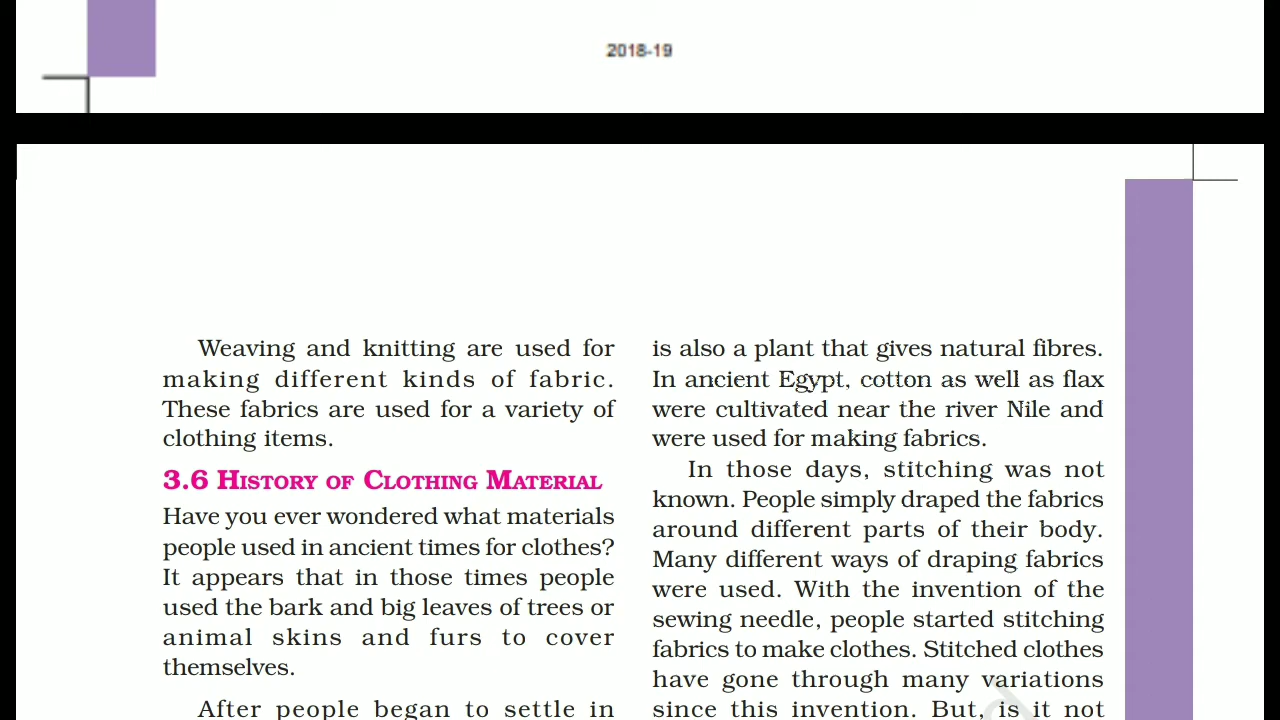 2018-19
Weaving and knitting are used for
making different kinds of fabric.
These fabrics are used for a variety of
clothing items.
3.6 History of Clothing Material
Have you ever wondered what materials
people used in ancient times for clothes?
It appears that in those times people
used the bark and big leaves of trees or
animal skins and furs to cover
themselves.
After people began to settle in
is also a plant that gives natural fibres.
In ancient Egypt, cotton as well as flax
were cultivated near the river Nile and
were used for making fabrics.
In those days, stitching was not
known. People simply draped the fabrics
around different parts of their body.
Many different ways of draping fabrics
were used. With the invention of the
sewing needle, people started stitching
fabrics to make clothes. Stitched clothes
have gone through many variations
since this invention. But, is it not